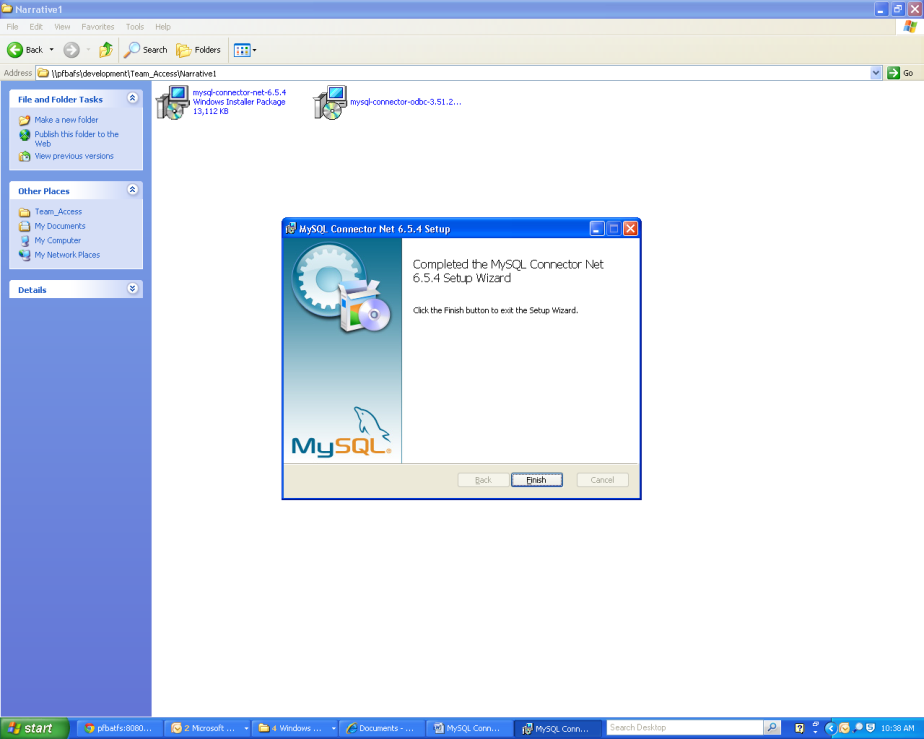 Narrative1
File Edit View Favorites Tools Help
Back Search Folders
Address \\pfbafs\development\Team_Access\Narrative1 Go
File and Folder Tasks
Make a new folder
Publish this folder to the
Web
View previous versions
Other Places
Team_Access
My Documents
My Computer
My Network Places
Details
mysql-connector-net-6.5.4
Windows Installer Package
13,112 KB
mysql-connector-odbc-3.51.2...
MySQL Connector Net 6.5.4 Setup
Completed the MySQL Connector Net
6.5.4 Setup Wizard
Click the Finish button to exit the Setup Wizard.
MySQL®
Back Finish Cancel
start pfbatfs:8080... 2 Microsoft ... 4 Windows ... Documents - ... MySQL Conn... MySQL Conn... Search Desktop 10:38 AM